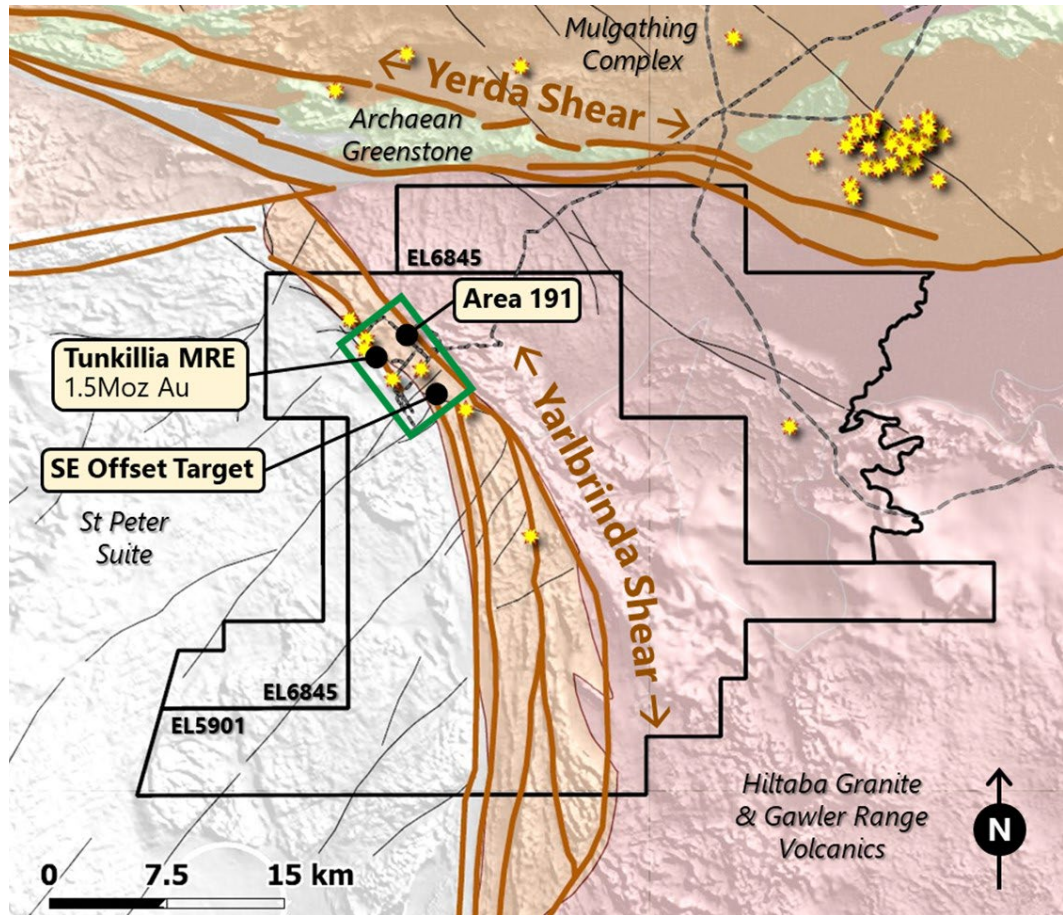 Mulgathing
Complex
Yerda Shear
Archaean
Greenstone
EL6845
Area 191
Tunkillia MRE
1.5Moz Au
SE Offset Target
Yarlbrinda Shear
St Peter
Suite
EL6845
EL5901
Hiltaba Granite
& Gawler Range
Volcanics
N
0 7.5 15 km